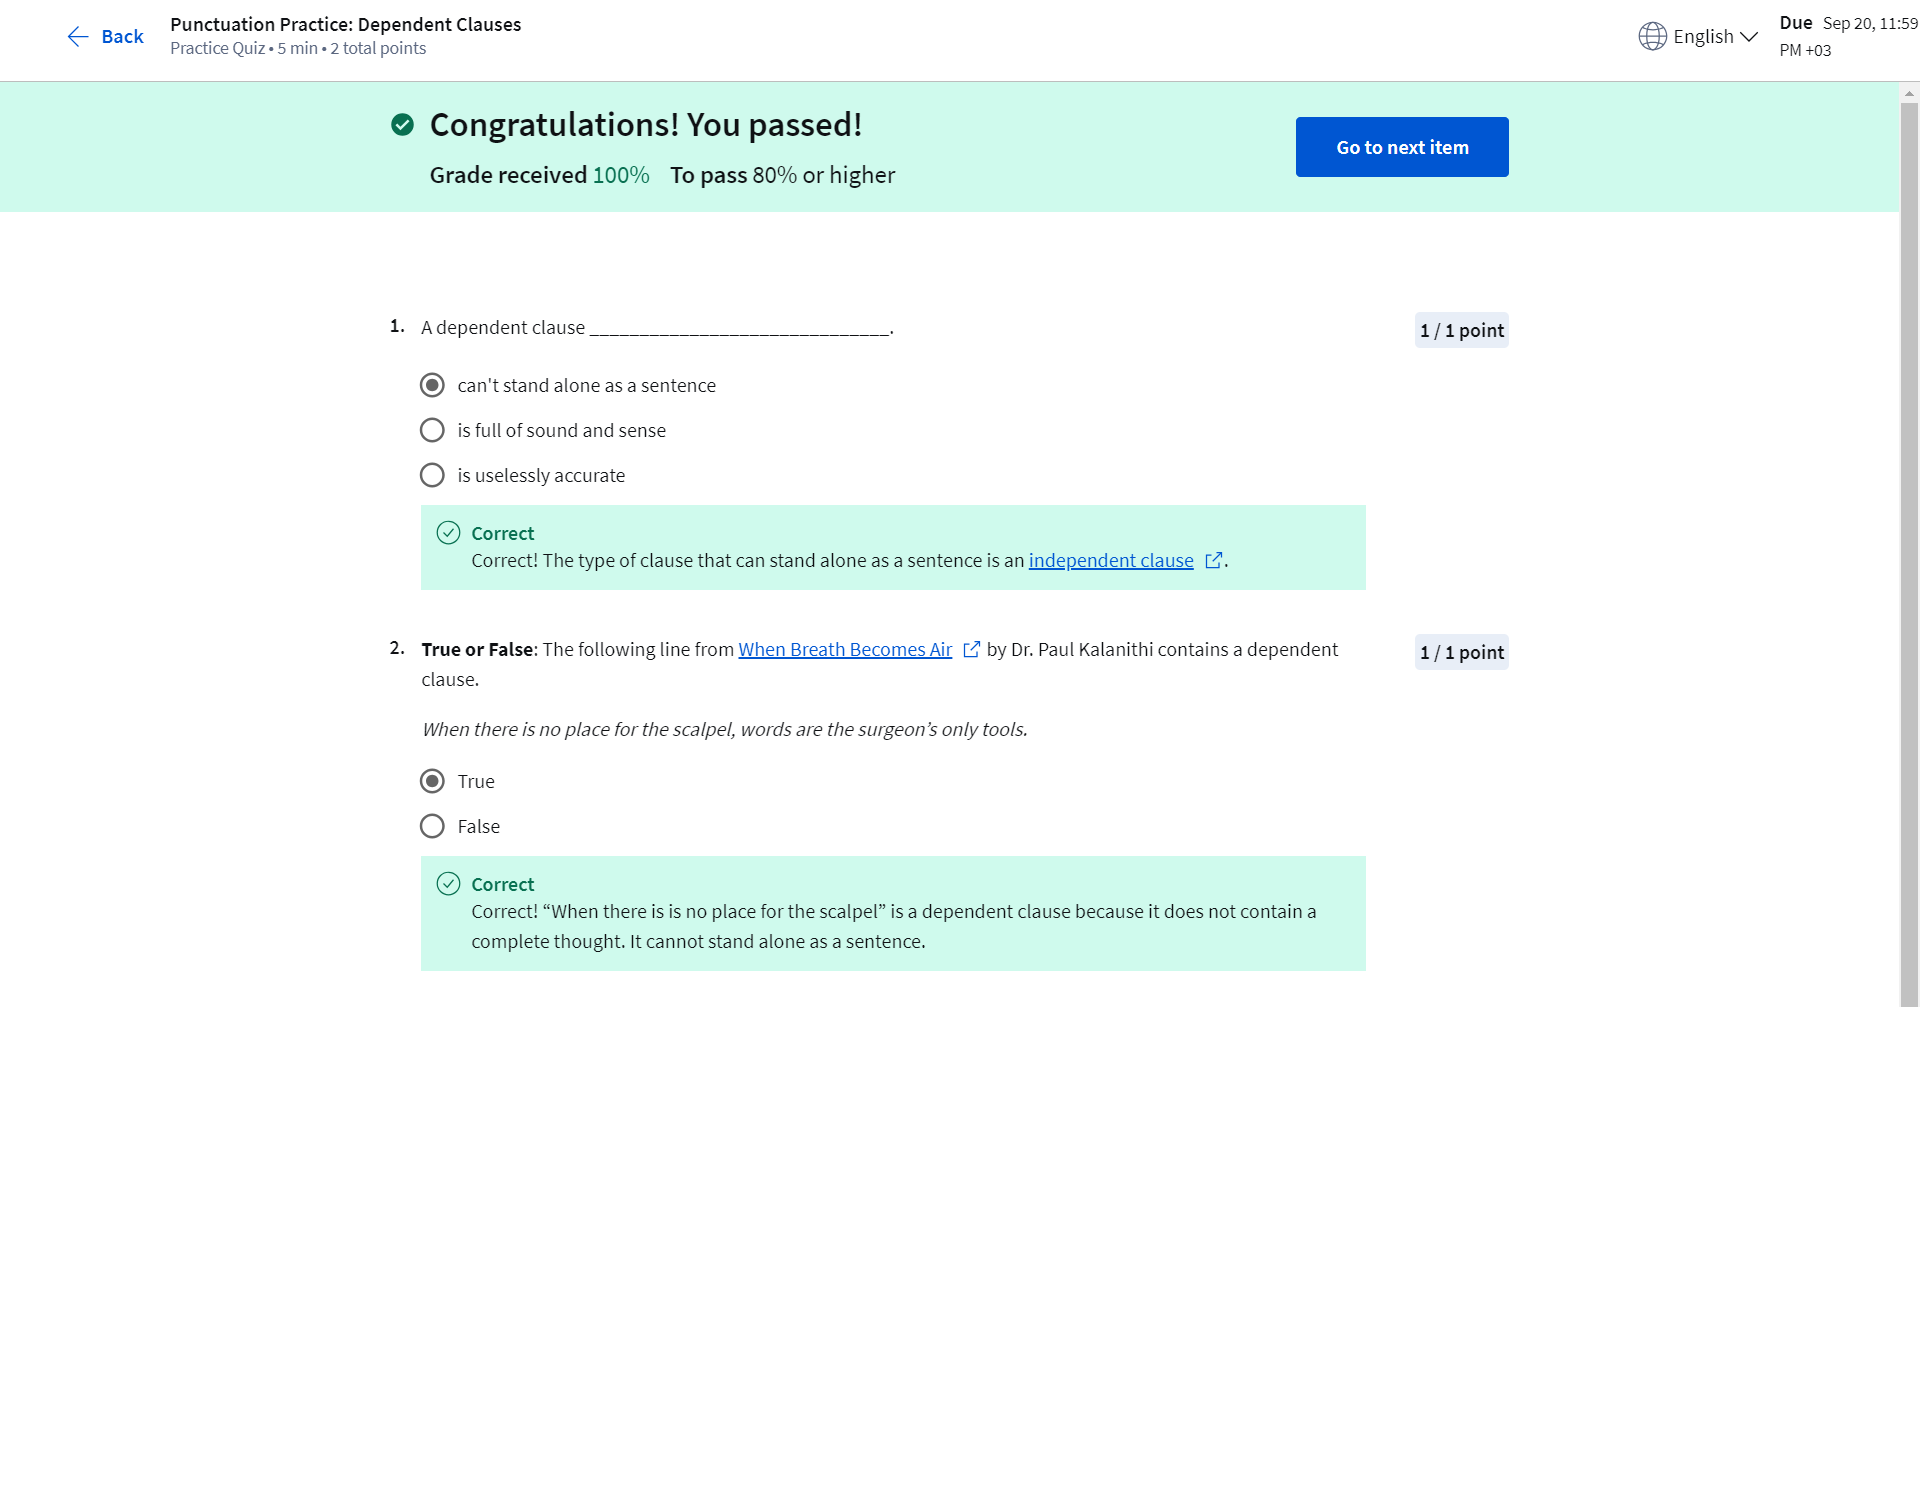 Back
Punctuation Practice: Dependent Clauses
Practice Quiz • 5 min • 2 total points
English
Due Sep 20, 11:59
PM +03
Congratulations! You passed!
Grade received 100% To pass 80% or higher
Go to next item
1. A dependent clause ______________________________.
1 / 1 point
can't stand alone as a sentence
is full of sound and sense
is uselessly accurate
Correct
Correct! The type of clause that can stand alone as a sentence is an independent clause.
2. True or False: The following line from When Breath Becomes Air by Dr. Paul Kalanithi contains a dependent
clause.
1 / 1 point
When there is no place for the scalpel, words are the surgeon’s only tools.
True
False
Correct
Correct! “When there is is no place for the scalpel” is a dependent clause because it does not contain a
complete thought. It cannot stand alone as a sentence.